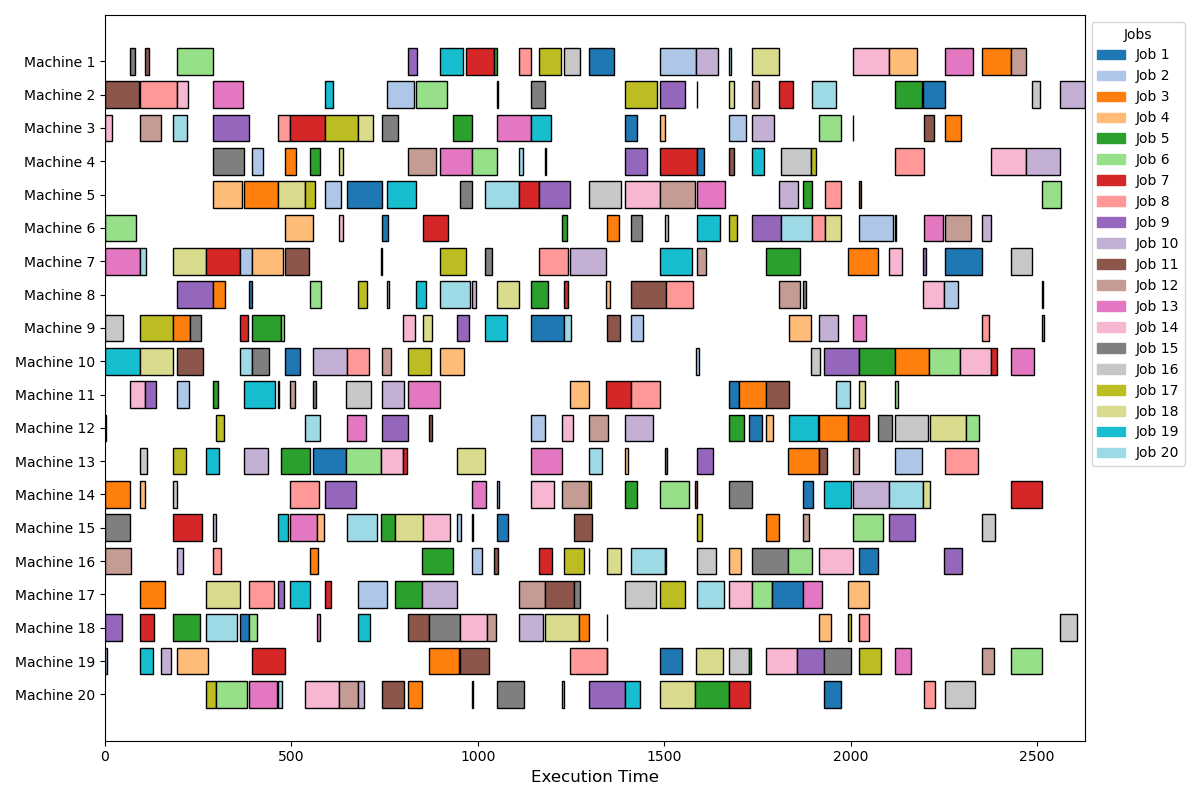 Machine 1
Machine 2
Machine 3
Machine 4
Machine 5
Machine 6
Machine 7
Machine 8
Machine 9
Machine 10
Machine 11
Machine 12
Machine 13
Machine 14
Machine 15
Machine 16
Machine 17
Machine 18
Machine 19
Machine 20
0 500 1000 1500 2000 2500
Execution Time
Jobs
Job 1
Job 2
Job 3
Job 4
Job 5
Job 6
Job 7
Job 8
Job 9
Job 10
Job 11
Job 12
Job 13
Job 14
Job 15
Job 16
Job 17
Job 18
Job 19
Job 20